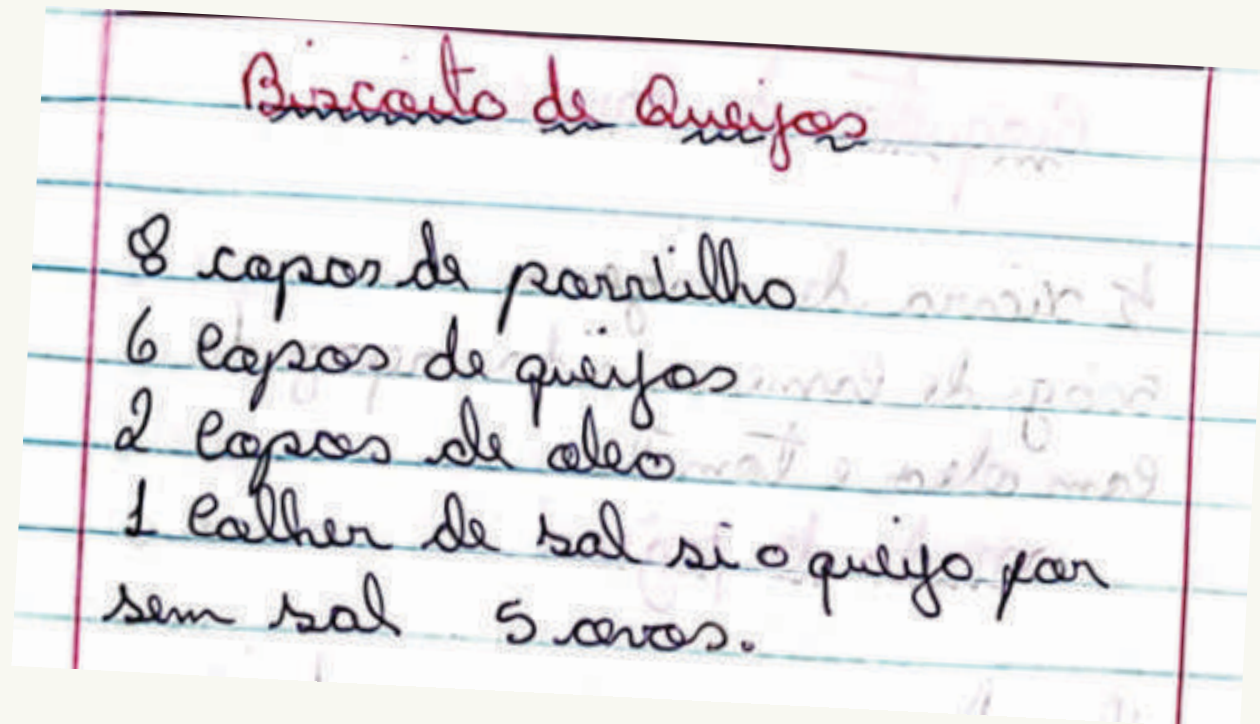 Biscoito de Queijos
8 copos de porvilho
6 copos de queijos
2 copos de oleo
1 Colher de sal si o queijo for
sem sal 5 ovos.